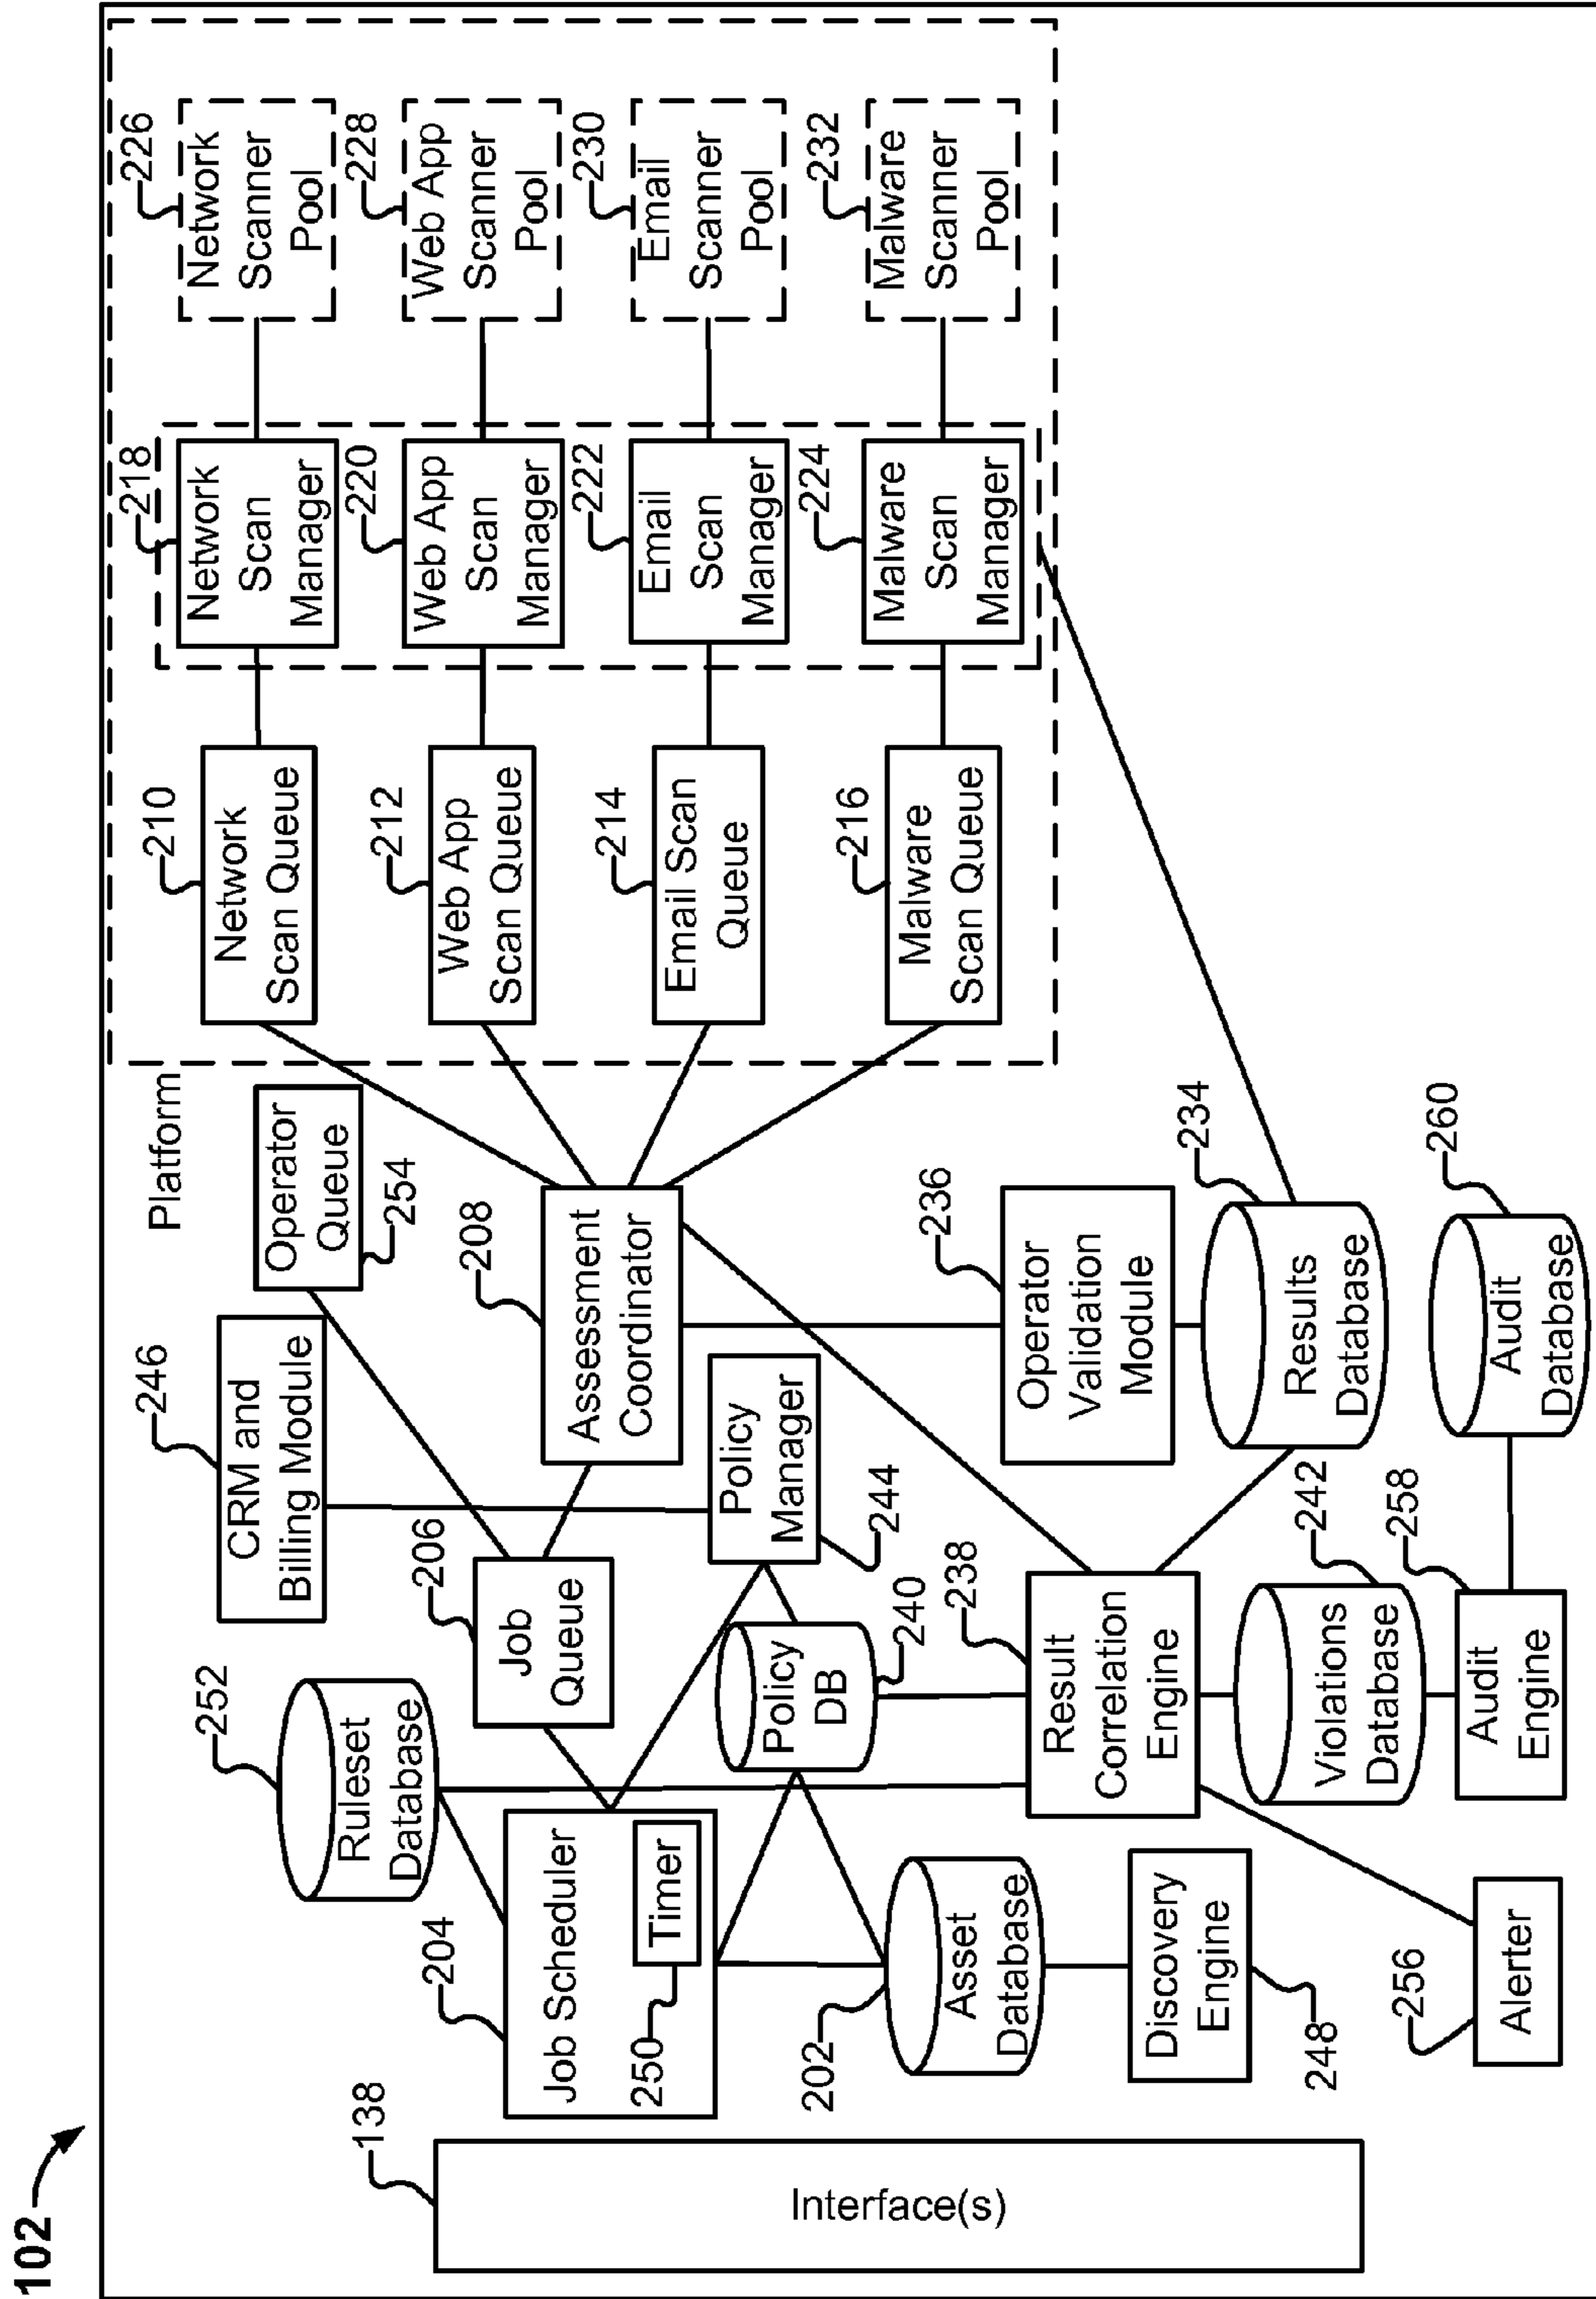 102
138
Interface(s)
204
Job Scheduler
250
Timer
252
Ruleset
Database
202
Asset
Database
Discovery
Engine
248
256
Alerter
246
CRM and
Billing Module
206
Job
Queue
Policy
Manager
244
Policy
DB
240
238
Result
Correlation
Engine
Violations
Database
242
258
Audit
Engine
Platform
Operator
Queue
254
208
Assessment
Coordinator
236
Operator
Validation
Module
234
Results
Database
260
Audit
Database
210
Network
Scan Queue
212
Web App
Scan Queue
214
Email Scan
Queue
216
Malware
Scan Queue
218
Network
Scan
Manager
220
Web App
Scan
Manager
222
Email
Scan
Manager
224
Malware
Scan
Manager
226
Network
Scanner
Pool
228
Web App
Scanner
Pool
230
Email
Scanner
Pool
232
Malware
Scanner
Pool